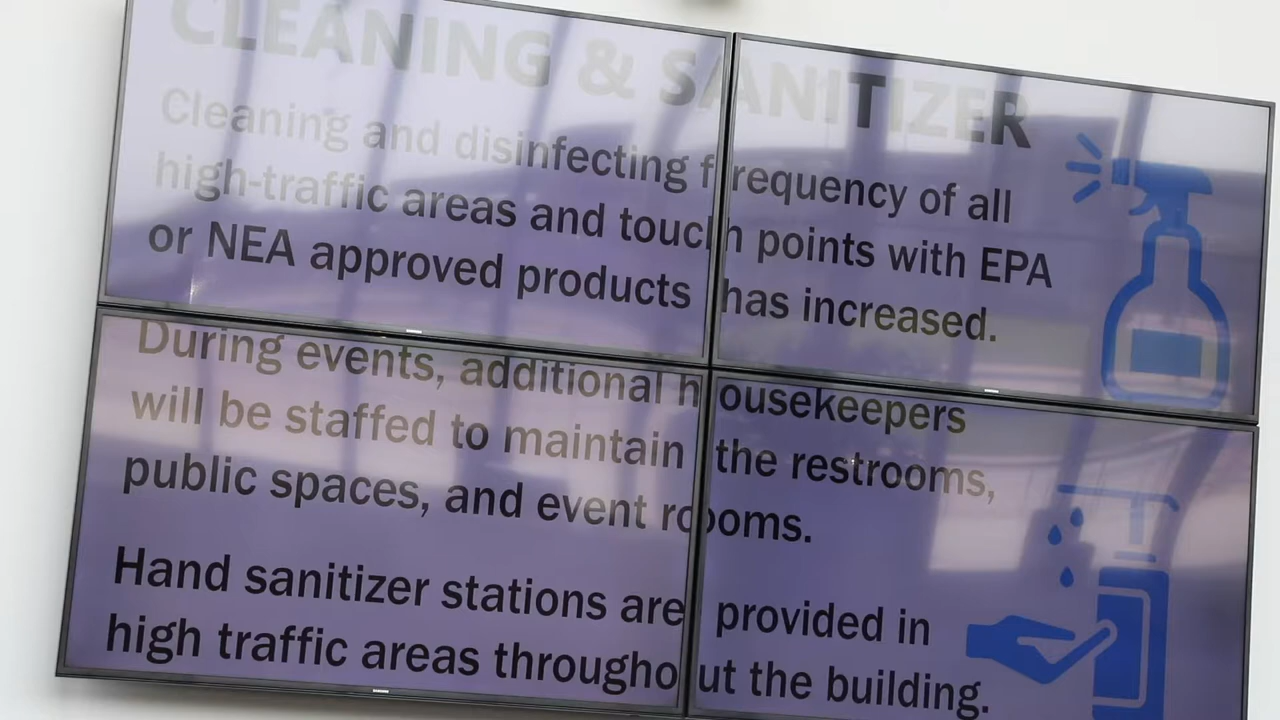 CLEANING & SANITIZER
Cleaning and disinfecting frequency of all
high-traffic areas and touch points with EPA
or NEA approved products has increased.
During events, additional housekeepers
will be staffed to maintain the restrooms,
public spaces, and event rooms.
Hand sanitizer stations are provided in
high traffic areas throughout the building.